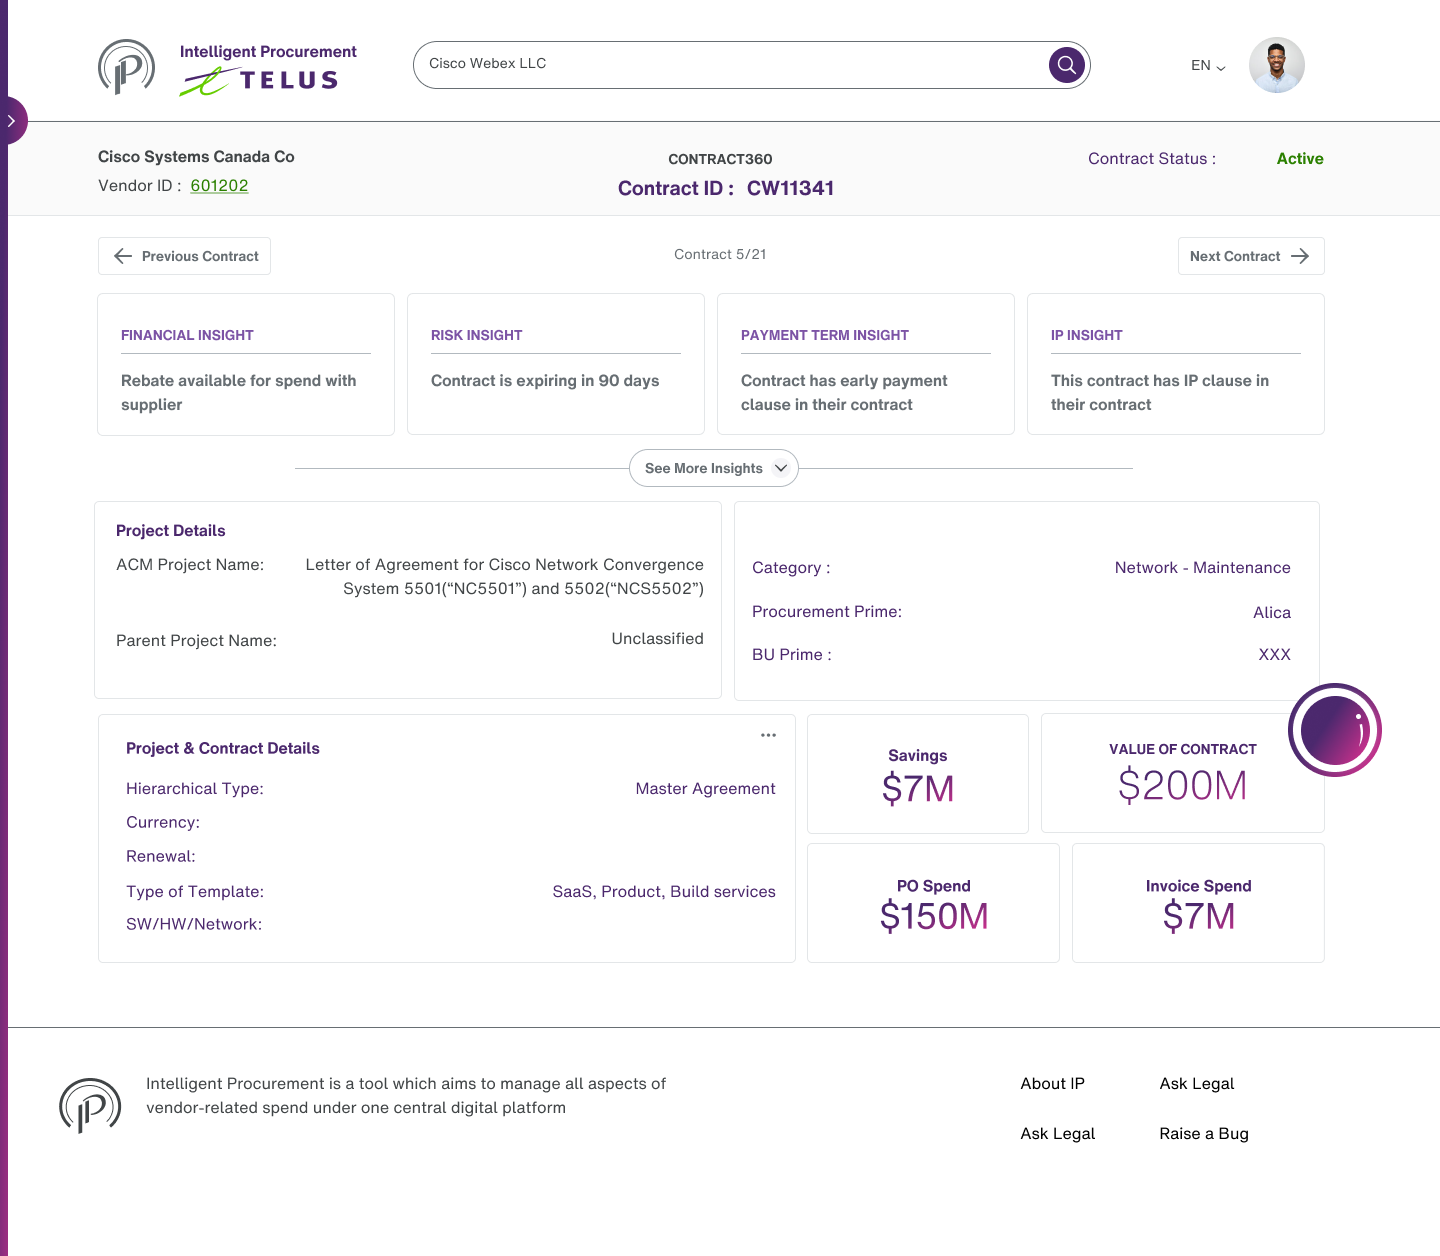 Intelligent Procurement
TELUS
Cisco Webex LLC
EN
Cisco Systems Canada Co
Vendor ID : 601202
CONTRACT360
Contract ID : CW11341
Contract Status : Active
Previous Contract
Contract 5/21
Next Contract
FINANCIAL INSIGHT
Rebate available for spend with
supplier
RISK INSIGHT
Contract is expiring in 90 days
PAYMENT TERM INSIGHT
Contract has early payment
clause in their contract
IP INSIGHT
This contract has IP clause in
their contract
See More Insights
Project Details
ACM Project Name: Letter of Agreement for Cisco Network Convergence
System 5501(“NC5501”) and 5502(“NCS5502”)
Parent Project Name: Unclassified
Category : Network - Maintenance
Procurement Prime: Alica
BU Prime : XXX
Project & Contract Details
Hierarchical Type: Master Agreement
Currency:
Renewal:
Type of Template: SaaS, Product, Build services
SW/HW/Network:
Savings
$7M
VALUE OF CONTRACT
$200M
PO Spend
$150M
Invoice Spend
$7M
Intelligent Procurement is a tool which aims to manage all aspects of
vendor-related spend under one central digital platform
About IP
Ask Legal
Ask Legal
Raise a Bug